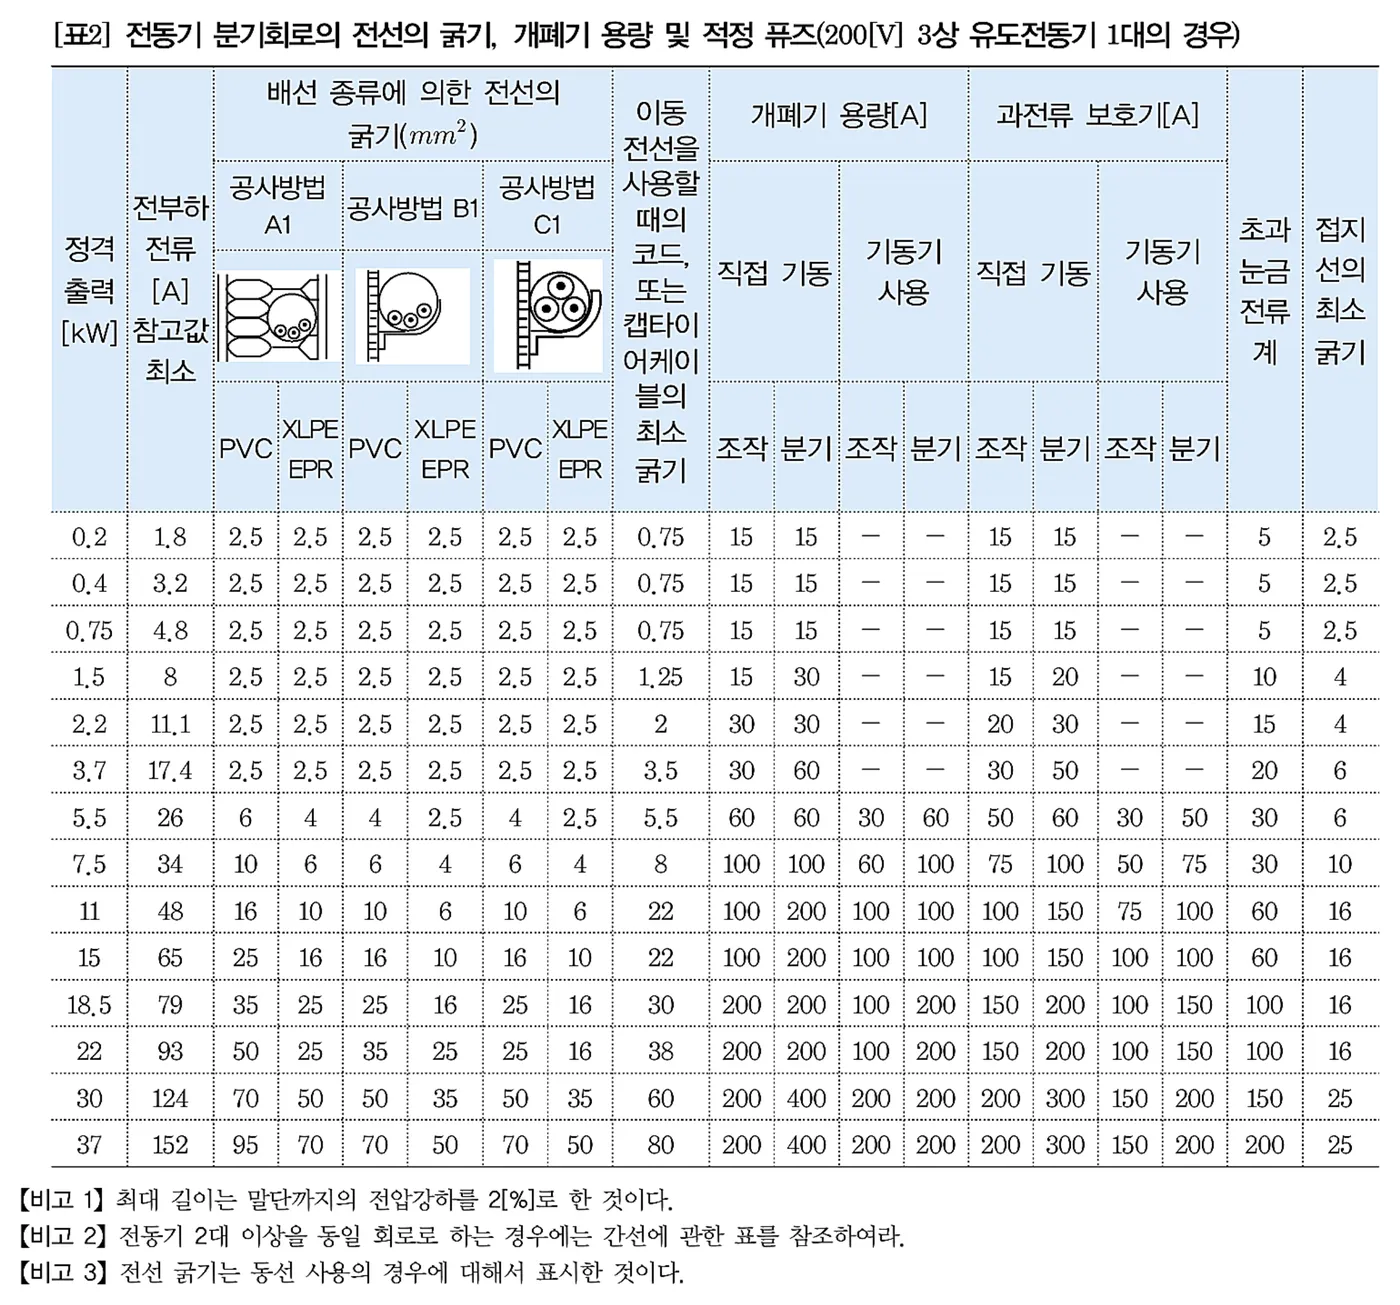 [표2] 전동기 분기회로의 전선의 굵기, 개폐기 용량 및 적정 퓨즈(200[V] 3상 유도전동기 1대의 경우)
정격 출력 [kW]
전부하 전류 [A] 참고값 최소
배선 종류에 의한 전선의 굵기(mm²)
공사방법 A1
공사방법 B1
공사방법 C1
이동 전선을 사용할 때의 코드, 또는 캡타이어케이블의 최소 굵기
개폐기 용량[A]
과전류 보호기[A]
직접 기동
기동기 사용
직접 기동
기동기 사용
초과 눈금 전류계
접지선의 최소 굵기
PVC XLPE EPR PVC XLPE EPR PVC XLPE EPR 조작 분기 조작 분기 조작 분기 조작 분기
0.2 1.8 2.5 2.5 2.5 2.5 2.5 2.5 0.75 15 15 － － 15 15 － － 5 2.5
0.4 3.2 2.5 2.5 2.5 2.5 2.5 2.5 0.75 15 15 － － 15 15 － － 5 2.5
0.75 4.8 2.5 2.5 2.5 2.5 2.5 2.5 0.75 15 15 － － 15 15 － － 5 2.5
1.5 8 2.5 2.5 2.5 2.5 2.5 2.5 1.25 15 30 － － 15 20 － － 10 4
2.2 11.1 2.5 2.5 2.5 2.5 2.5 2.5 2 30 30 － － 20 30 － － 15 4
3.7 17.4 2.5 2.5 2.5 2.5 2.5 2.5 3.5 30 60 － － 30 50 － － 20 6
5.5 26 6 4 4 2.5 4 2.5 5.5 60 60 30 60 50 60 30 50 30 6
7.5 34 10 6 6 4 6 4 8 100 100 60 100 75 100 50 75 30 10
11 48 16 10 10 6 10 6 22 100 200 100 100 100 150 75 100 60 16
15 65 25 16 16 10 16 10 22 100 200 100 100 100 150 100 100 60 16
18.5 79 35 25 25 16 25 16 30 200 200 100 200 150 200 100 150 100 16
22 93 50 25 35 25 25 16 38 200 200 100 200 150 200 100 150 100 16
30 124 70 50 50 35 50 35 60 200 400 200 200 200 300 150 200 150 25
37 152 95 70 70 50 70 50 80 200 400 200 200 200 300 150 200 200 25
【비고 1】 최대 길이는 말단까지의 전압강하를 2[%]로 한 것이다.
【비고 2】 전동기 2대 이상을 동일 회로로 하는 경우에는 간선에 관한 표를 참조하여라.
【비고 3】 전선 굵기는 동선 사용의 경우에 대해서 표시한 것이다.